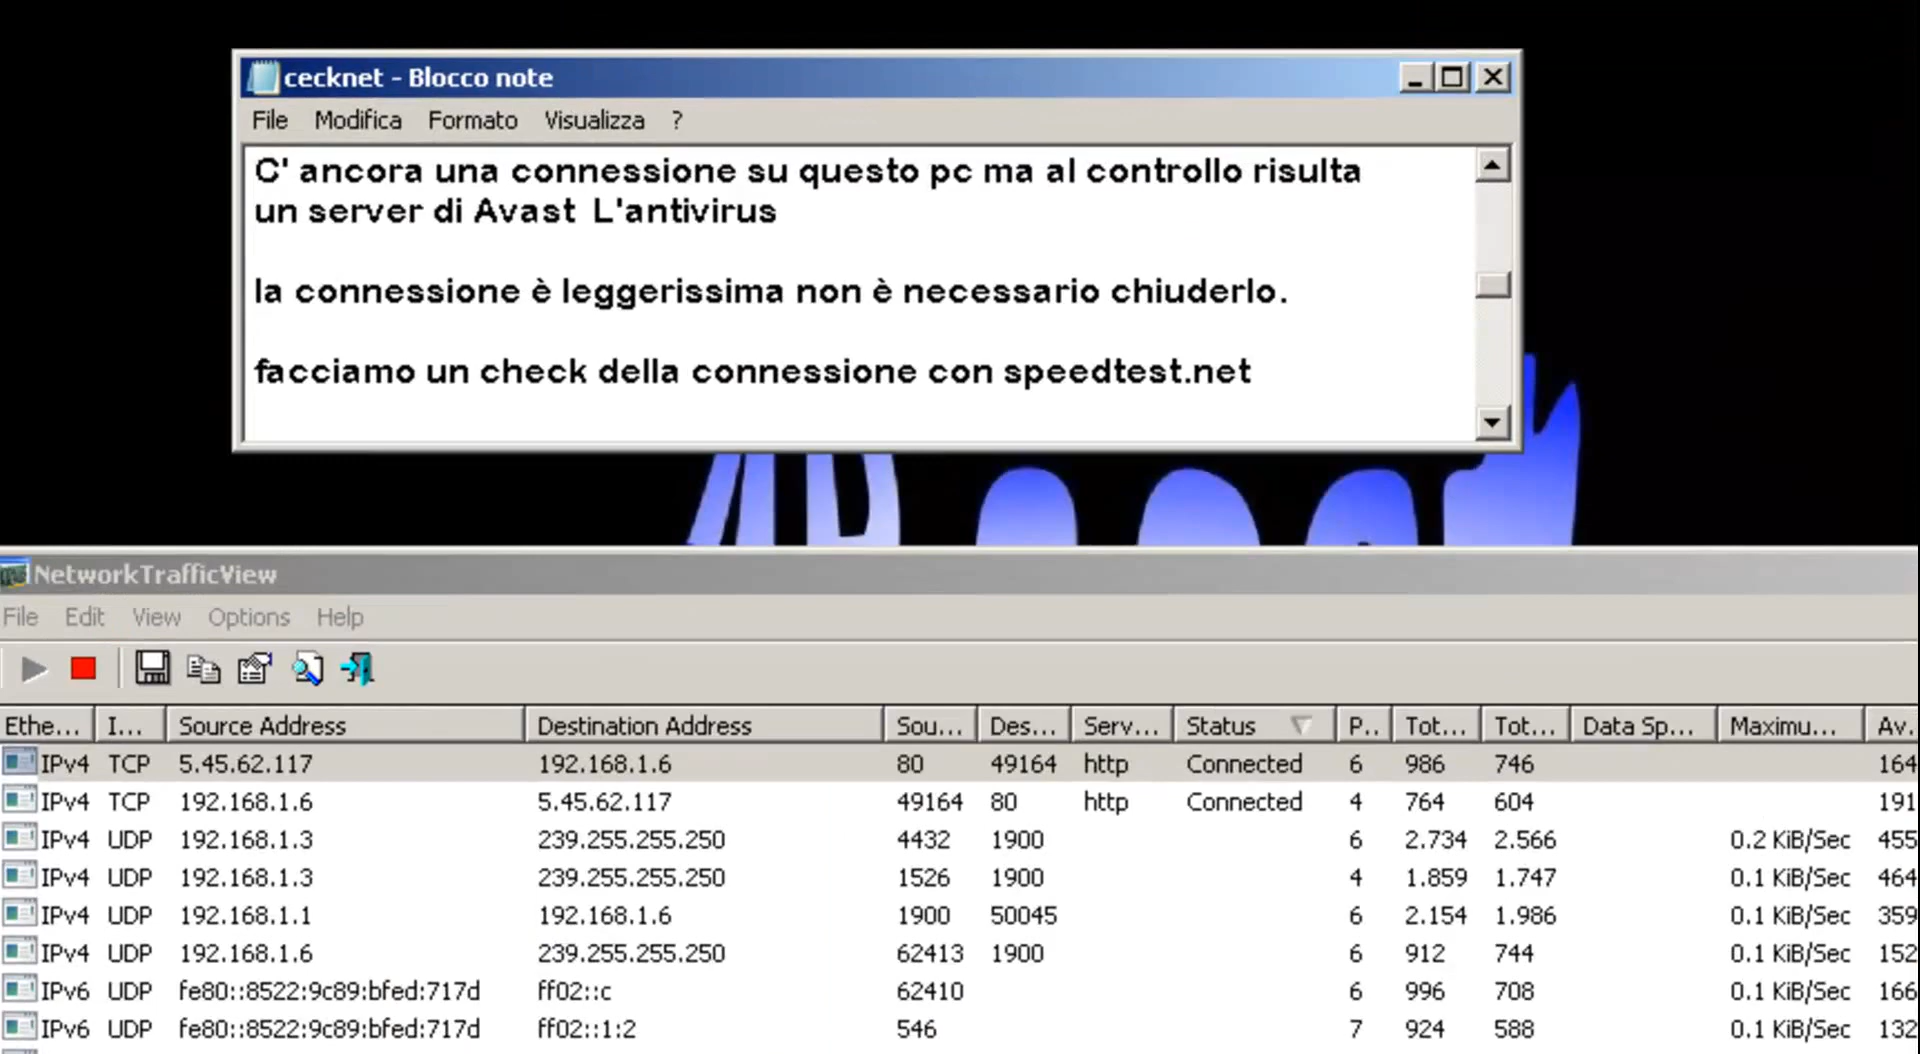 cecknet - Blocco note
File Modifica Formato Visualizza ?
C' ancora una connessione su questo pc ma al controllo risulta
un server di Avast L'antivirus
la connessione è leggerissima non è necessario chiuderlo.
facciamo un check della connessione con speedtest.net
NetworkTrafficView
File Edit View Options Help
Ethe... I... Source Address Destination Address Sou... Des... Serv... Status P.. Tot... Tot... Data Sp... Maximu... Av.
IPv4 TCP 5.45.62.117 192.168.1.6 80 49164 http Connected 6 986 746 164
IPv4 TCP 192.168.1.6 5.45.62.117 49164 80 http Connected 4 764 604 191
IPv4 UDP 192.168.1.3 239.255.255.250 4432 1900 6 2.734 2.566 0.2 KiB/Sec 455
IPv4 UDP 192.168.1.3 239.255.255.250 1526 1900 4 1.859 1.747 0.1 KiB/Sec 464
IPv4 UDP 192.168.1.1 192.168.1.6 1900 50045 6 2.154 1.986 0.1 KiB/Sec 359
IPv4 UDP 192.168.1.6 239.255.255.250 62413 1900 6 912 744 0.1 KiB/Sec 152
IPv6 UDP fe80::8522:9c89:bfed:717d ff02::c 62410 6 996 708 0.1 KiB/Sec 166
IPv6 UDP fe80::8522:9c89:bfed:717d ff02::1:2 546 7 924 588 0.1 KiB/Sec 132